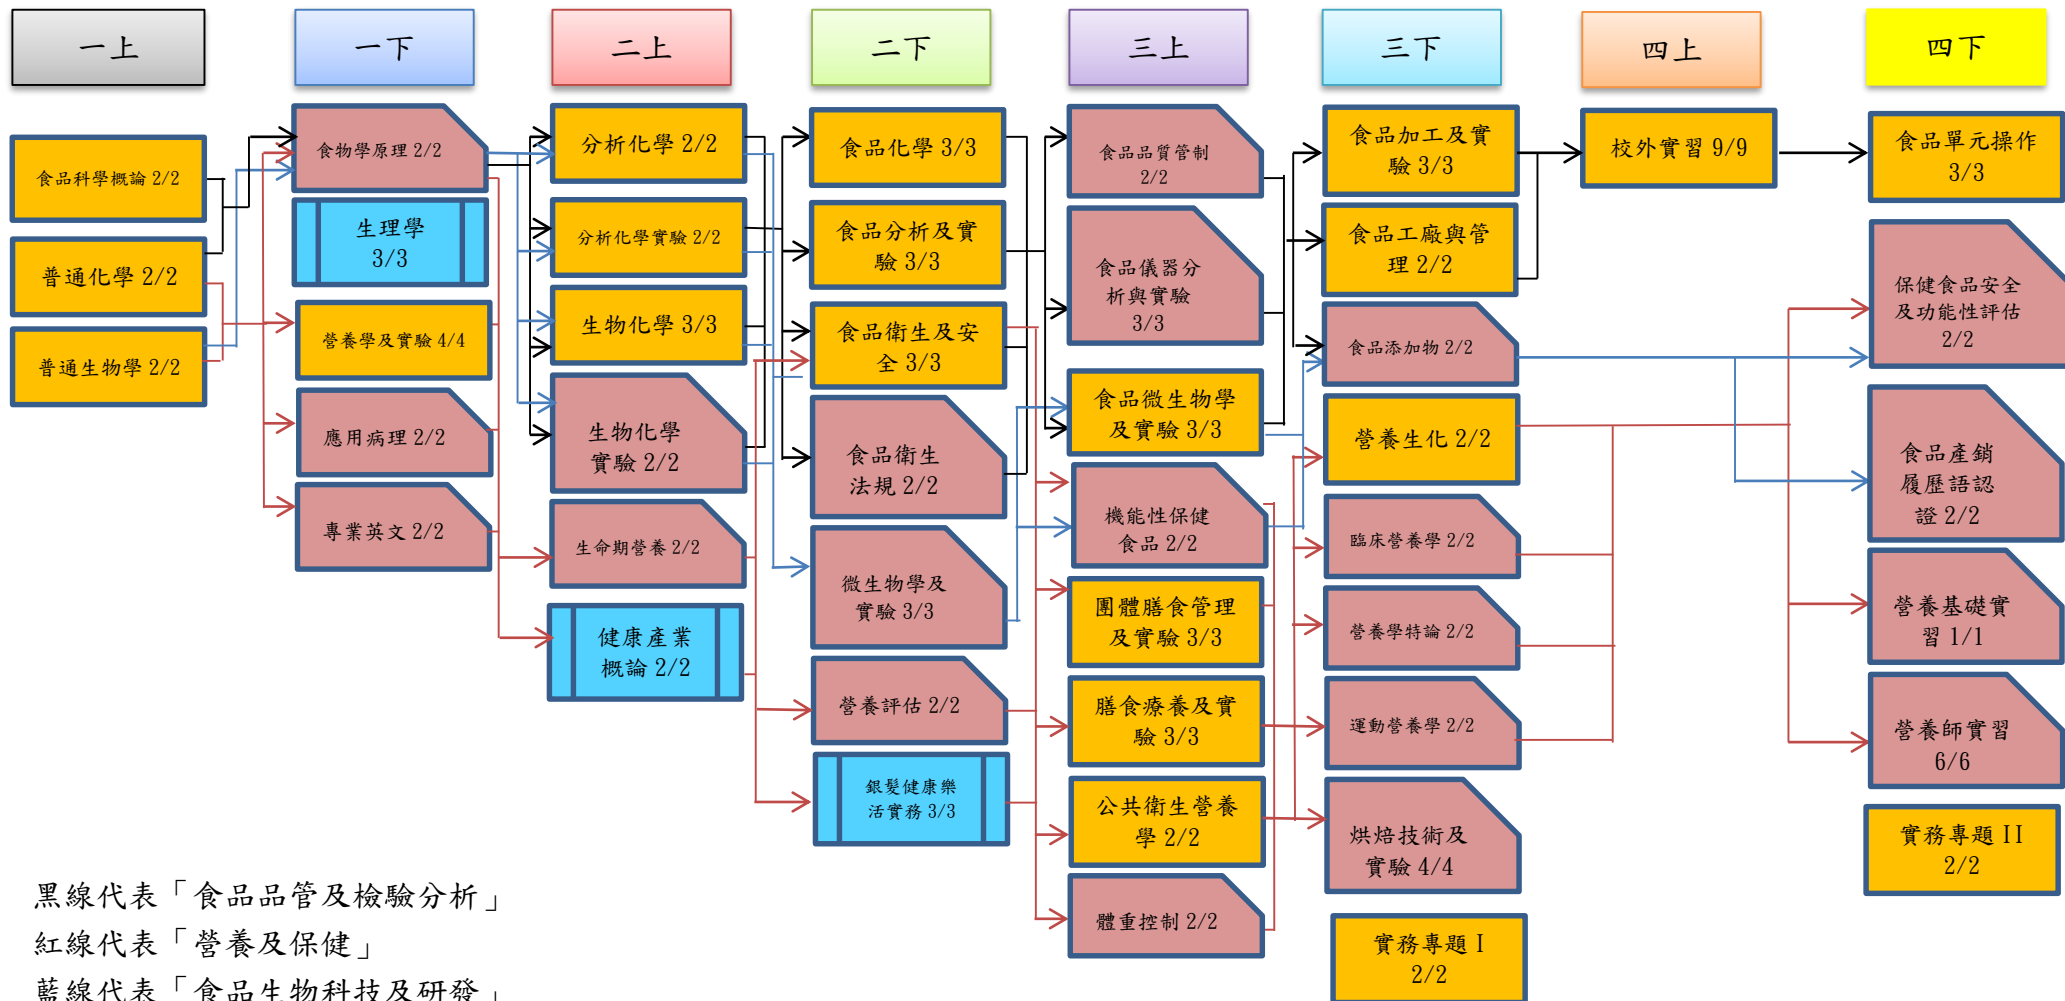 一上
一下
二上
二下
三上
三下
四上
四下
食品科學概論 2/2
普通化學 2/2
普通生物學 2/2
食物學原理 2/2
生理學
3/3
營養學及實驗 4/4
應用病理 2/2
專業英文 2/2
分析化學 2/2
分析化學實驗 2/2
生物化學 3/3
生物化學
實驗 2/2
生命期營養 2/2
健康產業
概論 2/2
食品化學 3/3
食品分析及實
驗 3/3
食品衛生及安
全 3/3
食品衛生
法規 2/2
微生物學及
實驗 3/3
營養評估 2/2
銀髮健康樂
活實務 3/3
食品品質管制
2/2
食品儀器分
析與實驗
3/3
食品微生物學
及實驗 3/3
機能性保健
食品 2/2
團體膳食管理
及實驗 3/3
膳食療養及實
驗 3/3
公共衛生營養
學 2/2
體重控制 2/2
食品加工及實
驗 3/3
食品工廠與管
理 2/2
食品添加物 2/2
營養生化 2/2
臨床營養學 2/2
營養學特論 2/2
運動營養學 2/2
烘焙技術及
實驗 4/4
實務專題 I
2/2
校外實習 9/9
食品單元操作
3/3
保健食品安全
及功能性評估
2/2
食品產銷
履歷語認
證 2/2
營養基礎實
習 1/1
營養師實習
6/6
實務專題 II
2/2
黑線代表「食品品管及檢驗分析」
紅線代表「營養及保健」
藍線代表「食品生物科技及研發」